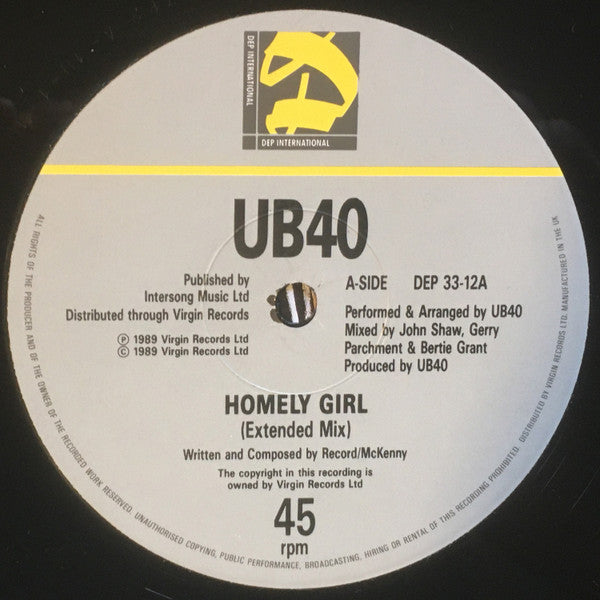 DEP INTERNATIONAL
DEP INTERNATIONAL
UB40
Published by
Intersong Music Ltd
Distributed through Virgin Records
Ⓟ 1989 Virgin Records Ltd
© 1989 Virgin Records Ltd
A-SIDE DEP 33-12A
Performed & Arranged by UB40
Mixed by John Shaw, Gerry
Parchment & Bertie Grant
Produced by UB40
HOMELY GIRL
(Extended Mix)
Written and Composed by Record/McKenny
The copyright in this recording is
owned by Virgin Records Ltd
45
rpm
ALL RIGHTS OF THE PRODUCER AND OF THE OWNER OF THE RECORDED WORK RESERVED. UNAUTHORISED COPYING, PUBLIC PERFORMANCE, BROADCASTING, HIRING OR RENTAL OF THIS RECORDING PROHIBITED. DISTRIBUTED BY VIRGIN RECORDS LTD. MANUFACTURED IN THE UK